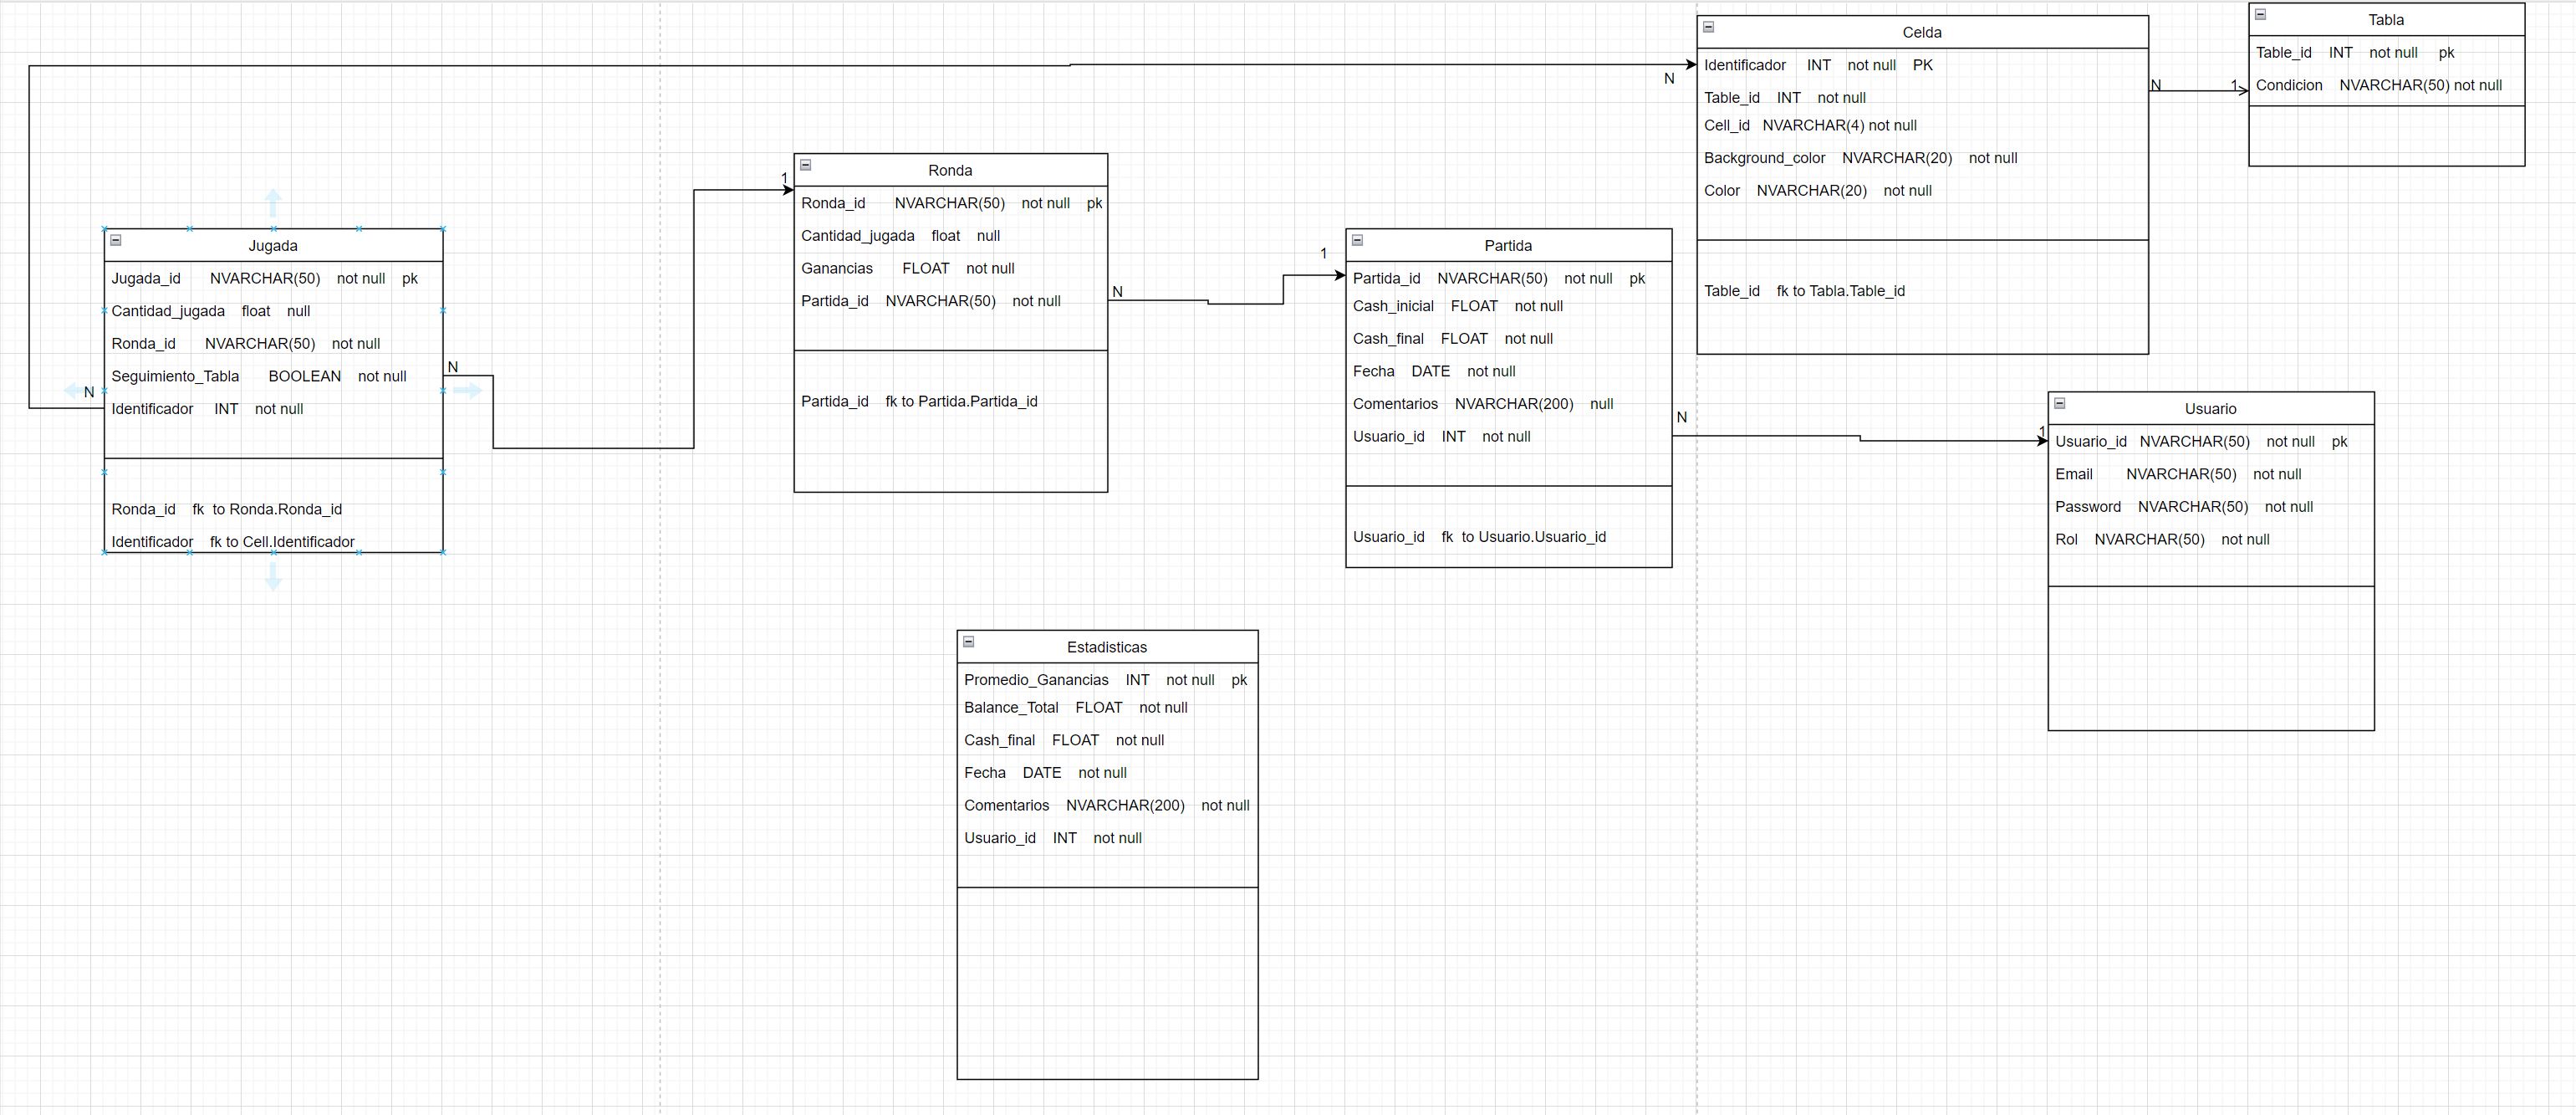 Jugada
Jugada_id NVARCHAR(50) not null pk
Cantidad_jugada float null
Ronda_id NVARCHAR(50) not null
Seguimiento_Tabla BOOLEAN not null
Identificador INT not null
Ronda_id fk to Ronda.Ronda_id
Identificador fk to Cell.Identificador
N
N
1
Ronda
Ronda_id NVARCHAR(50) not null pk
Cantidad_jugada float null
Ganancias FLOAT not null
Partida_id NVARCHAR(50) not null
Partida_id fk to Partida.Partida_id
N
1
Partida
Partida_id NVARCHAR(50) not null pk
Cash_inicial FLOAT not null
Cash_final FLOAT not null
Fecha DATE not null
Comentarios NVARCHAR(200) null
Usuario_id INT not null
Usuario_id fk to Usuario.Usuario_id
N
1
N
Celda
Identificador INT not null PK
Table_id INT not null
Cell_id NVARCHAR(4) not null
Background_color NVARCHAR(20) not null
Color NVARCHAR(20) not null
Table_id fk to Tabla.Table_id
N
1
Tabla
Table_id INT not null pk
Condicion NVARCHAR(50) not null
Usuario
Usuario_id NVARCHAR(50) not null pk
Email NVARCHAR(50) not null
Password NVARCHAR(50) not null
Rol NVARCHAR(50) not null
Estadisticas
Promedio_Ganancias INT not null pk
Balance_Total FLOAT not null
Cash_final FLOAT not null
Fecha DATE not null
Comentarios NVARCHAR(200) not null
Usuario_id INT not null